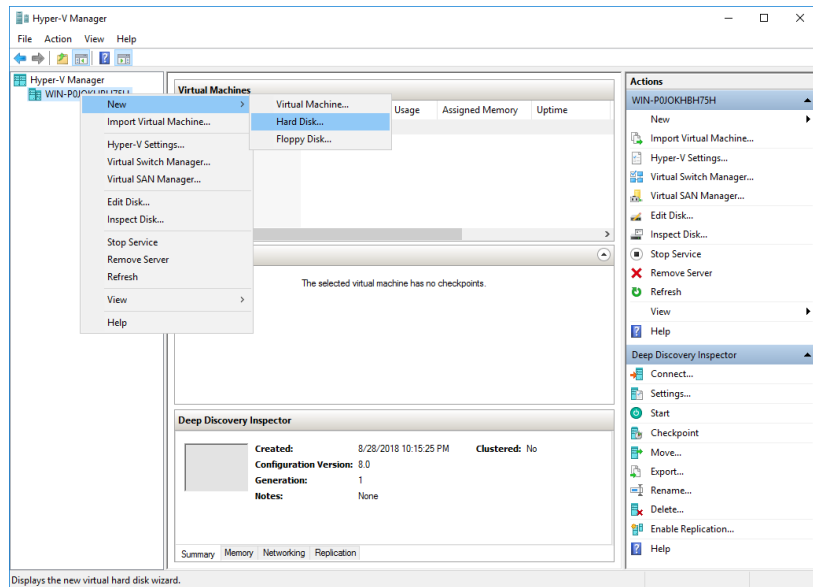 Hyper-V Manager
File Action View Help
Hyper-V Manager
WIN-P0JOKHBH75H
New
Import Virtual Machine...
Hyper-V Settings...
Virtual Switch Manager...
Virtual SAN Manager...
Edit Disk...
Inspect Disk...
Stop Service
Remove Server
Refresh
View
Help
Virtual Machine...
Hard Disk...
Floppy Disk...
Virtual Machines
Usage Assigned Memory Uptime
The selected virtual machine has no checkpoints.
Deep Discovery Inspector
Created: 8/28/2018 10:15:25 PM Clustered: No
Configuration Version: 8.0
Generation: 1
Notes: None
Summary Memory Networking Replication
Actions
WIN-P0JOKHBH75H
New
Import Virtual Machine...
Hyper-V Settings...
Virtual Switch Manager...
Virtual SAN Manager...
Edit Disk...
Inspect Disk...
Stop Service
Remove Server
Refresh
View
Help
Deep Discovery Inspector
Connect...
Settings...
Start
Checkpoint
Move...
Export...
Rename...
Delete...
Enable Replication...
Help
Displays the new virtual hard disk wizard.